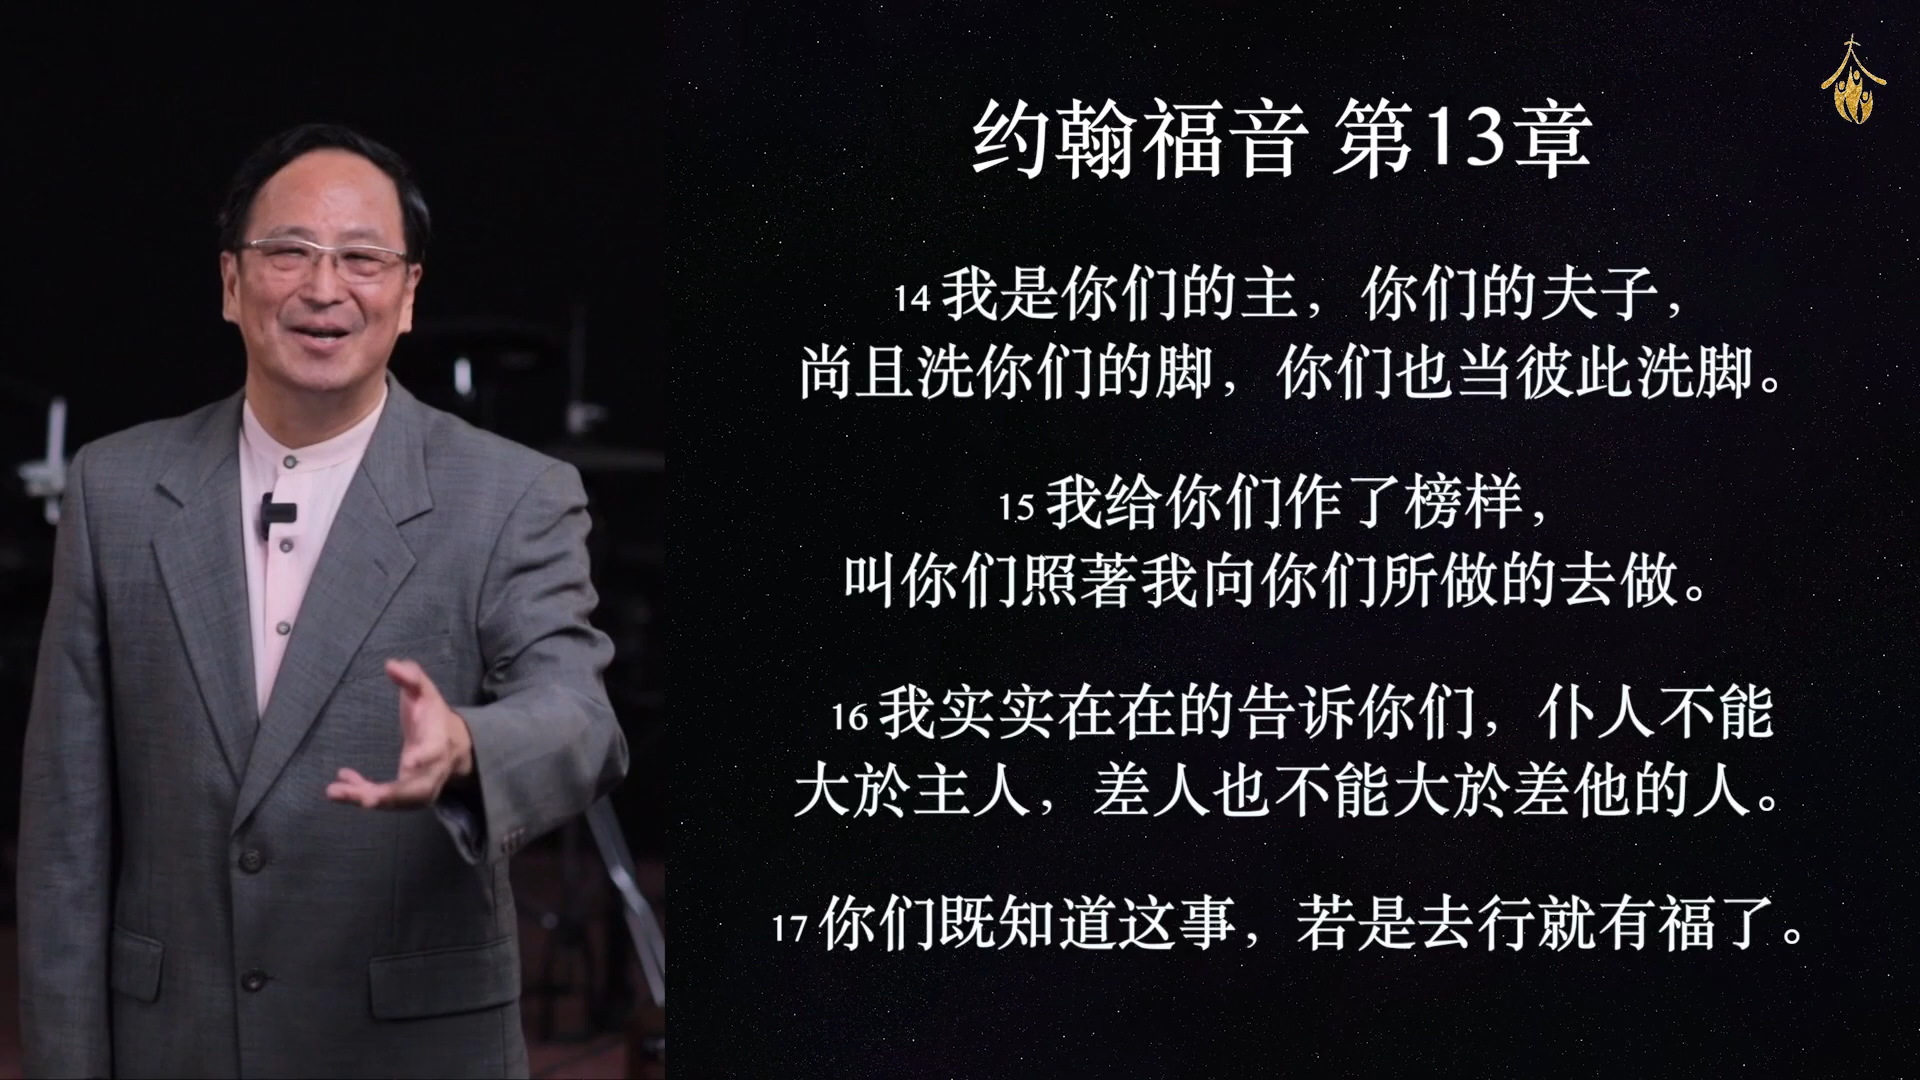 约翰福音 第13章
14 我是你们的主，你们的夫子，
尚且洗你们的脚，你们也当彼此洗脚。
15 我给你们作了榜样，
叫你们照著我向你们所做的去做。
16 我实实在在的告诉你们，仆人不能
大於主人，差人也不能大於差他的人。
17 你们既知道这事，若是去行就有福了。